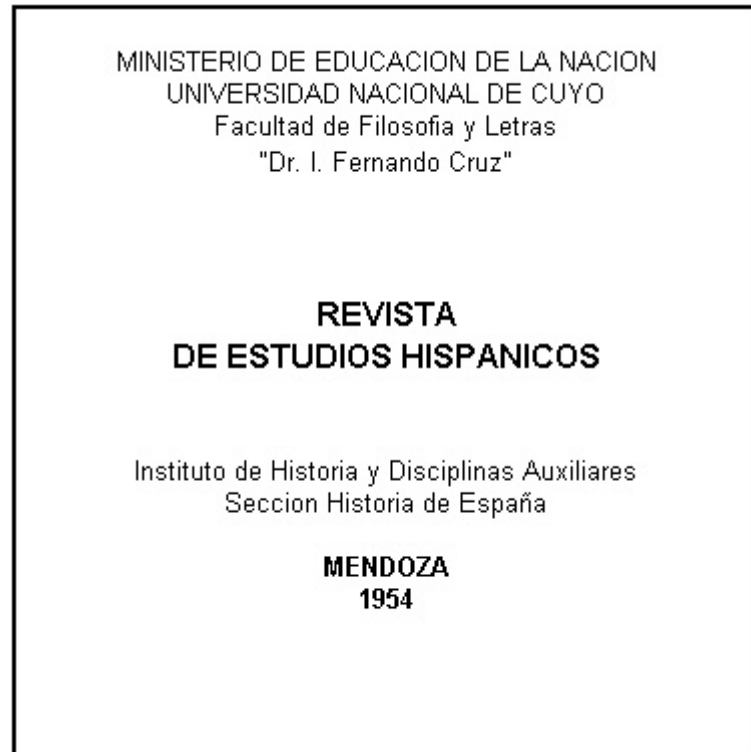 MINISTERIO DE EDUCACION DE LA NACION
UNIVERSIDAD NACIONAL DE CUYO
Facultad de Filosofia y Letras
"Dr. I. Fernando Cruz"
REVISTA
DE ESTUDIOS HISPANICOS
Instituto de Historia y Disciplinas Auxiliares
Seccion Historia de España
MENDOZA
1954